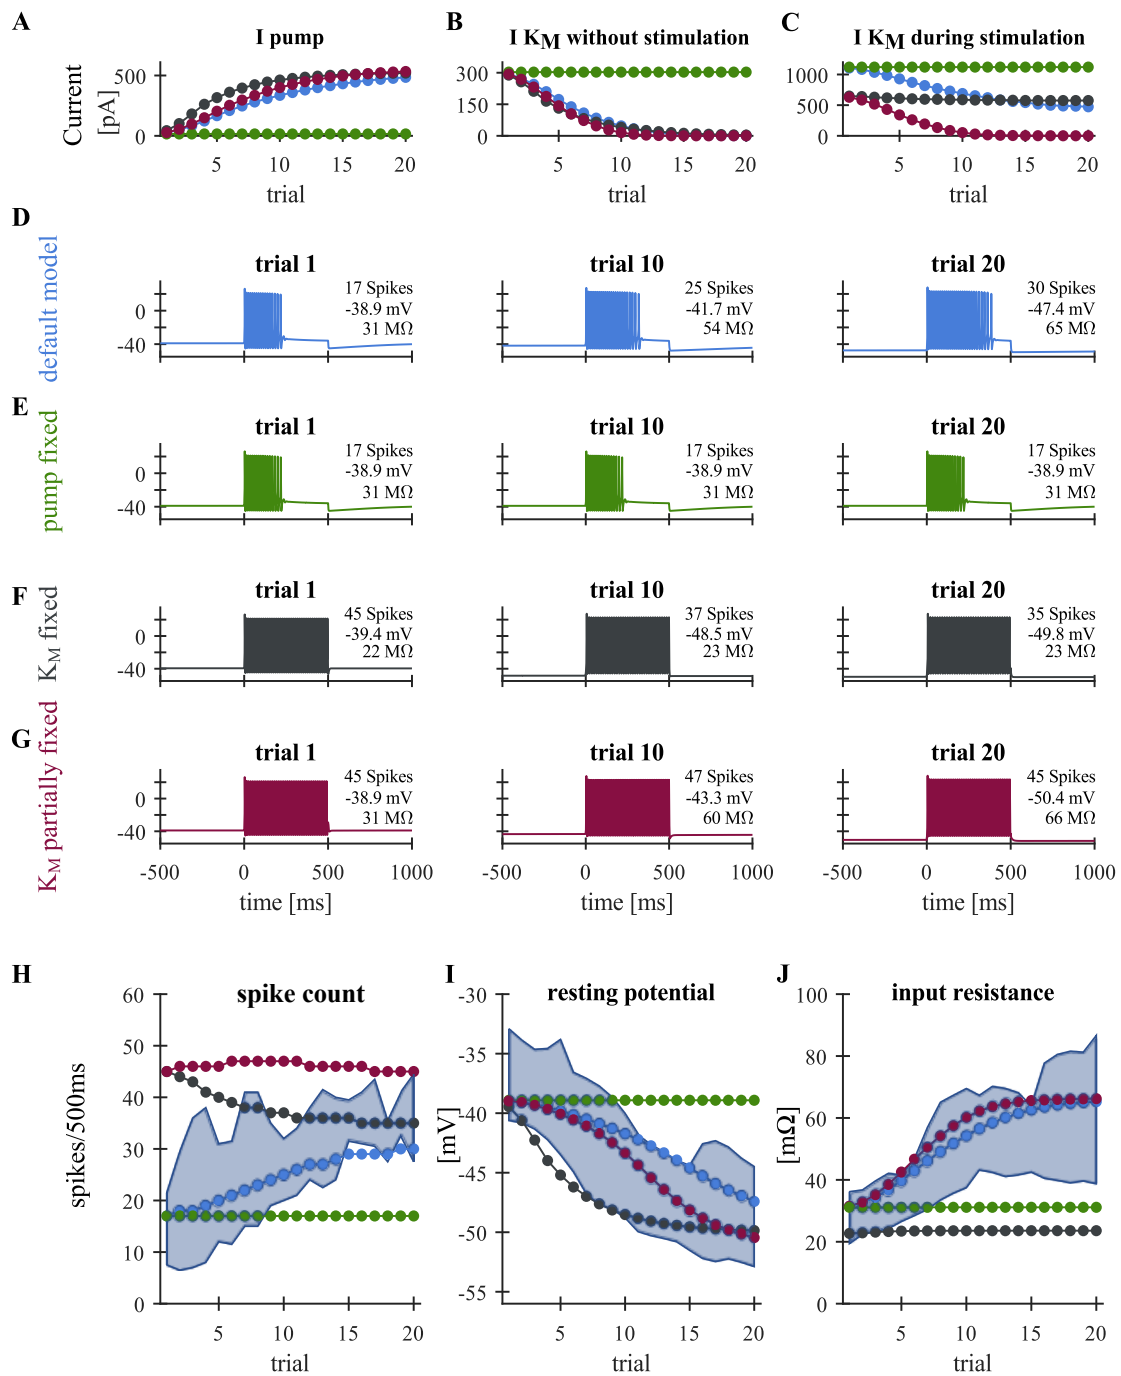 A
I pump
Current
[pA]
500
0
5
10
15
20
trial
B
I KM without stimulation
300
150
0
5
10
15
20
trial
C
I KM during stimulation
1000
500
0
5
10
15
20
trial
D
default model
trial 1
0
-40
17 Spikes
-38.9 mV
31 MΩ
trial 10
25 Spikes
-41.7 mV
54 MΩ
trial 20
30 Spikes
-47.4 mV
65 MΩ
E
pump fixed
trial 1
0
-40
17 Spikes
-38.9 mV
31 MΩ
trial 10
17 Spikes
-38.9 mV
31 MΩ
trial 20
17 Spikes
-38.9 mV
31 MΩ
F
KM fixed
trial 1
0
-40
45 Spikes
-39.4 mV
22 MΩ
trial 10
37 Spikes
-48.5 mV
23 MΩ
trial 20
35 Spikes
-49.8 mV
23 MΩ
G
KM partially fixed
trial 1
0
-40
45 Spikes
-38.9 mV
31 MΩ
trial 10
47 Spikes
-43.3 mV
60 MΩ
trial 20
45 Spikes
-50.4 mV
66 MΩ
-500
0
500
1000
time [ms]
-500
0
500
1000
time [ms]
-500
0
500
1000
time [ms]
H
spike count
spikes/500ms
60
50
40
30
20
10
0
5
10
15
20
trial
I
resting potential
[mV]
-30
-35
-40
-45
-50
-55
5
10
15
20
trial
J
input resistance
[mΩ]
100
80
60
40
20
0
5
10
15
20
trial